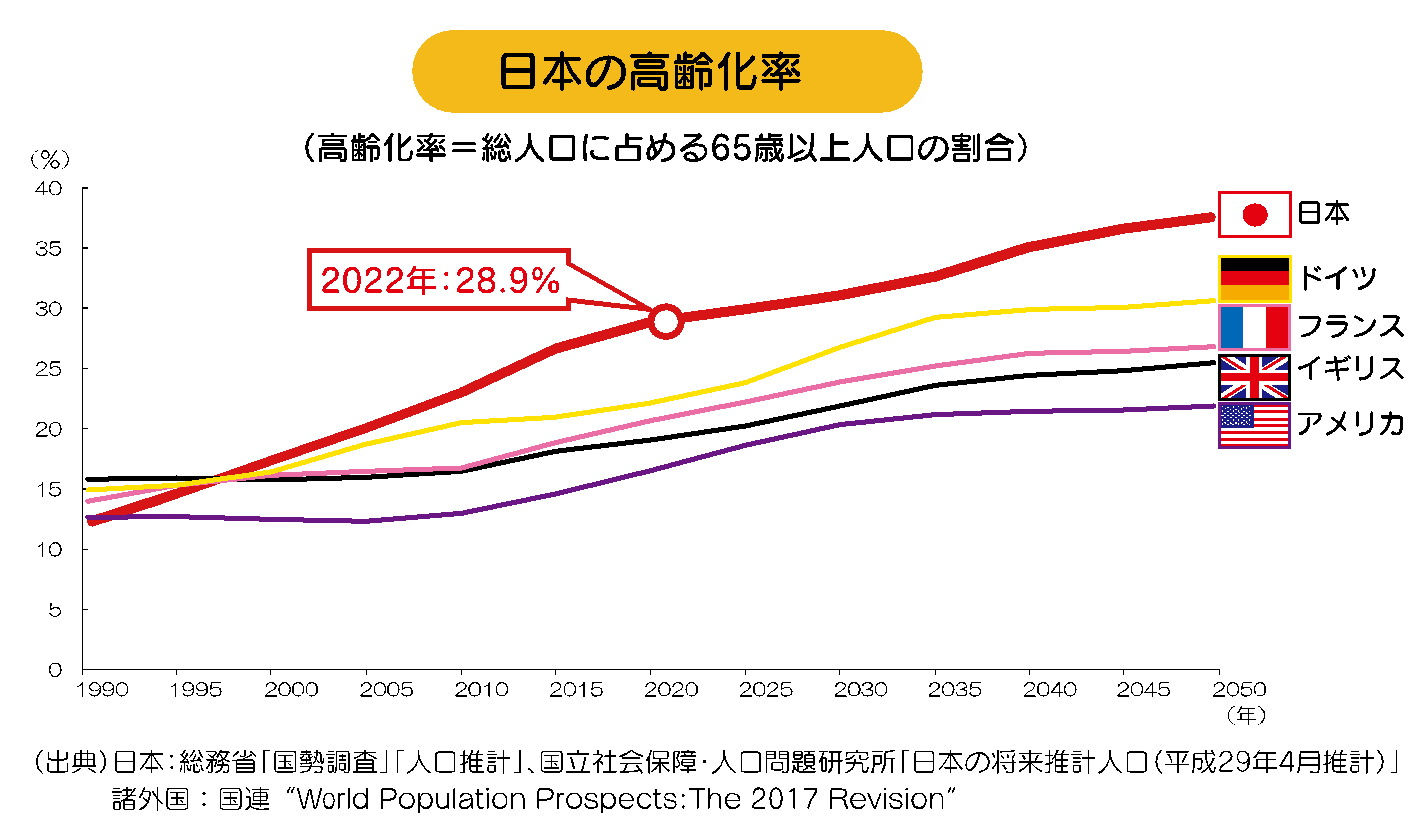 日本の高齢化率
（高齢化率＝総人口に占める65歳以上人口の割合）
（％）
40
35
30
25
20
15
10
5
0
2022年：28.9％
日本
ドイツ
フランス
イギリス
アメリカ
1990 1995 2000 2005 2010 2015 2020 2025 2030 2035 2040 2045 2050
（年）
（出典）日本：総務省「国勢調査」「人口推計」、国立社会保障・人口問題研究所「日本の将来推計人口（平成29年4月推計）」
諸外国：国連 “World Population Prospects:The 2017 Revision”